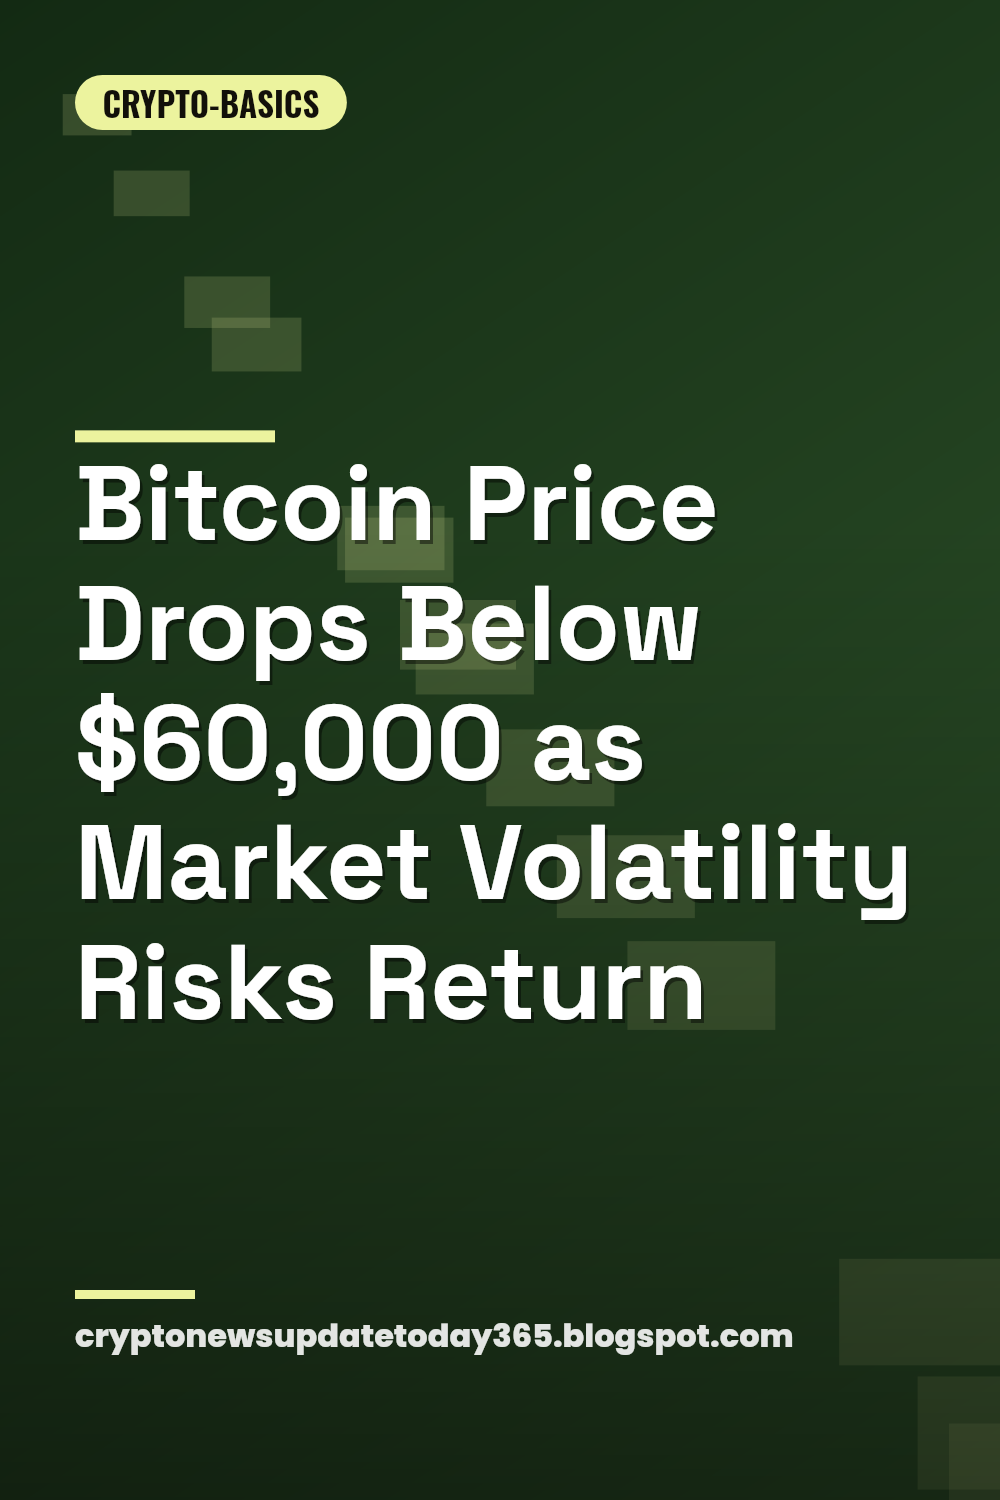 CRYPTO-BASICS
Bitcoin Price
Drops Below
$60,000 as
Market Volatility
Risks Return
cryptonewsupdatetoday365.blogspot.com